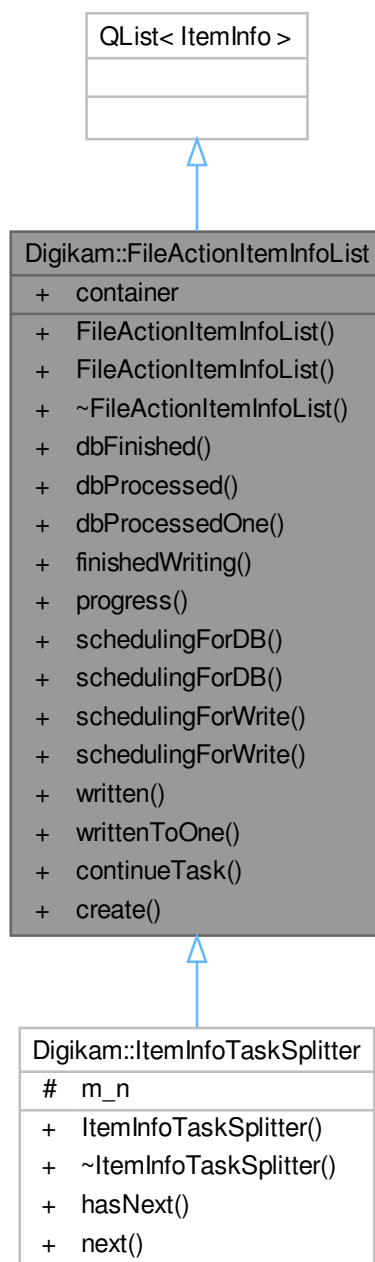 QList< ItemInfo >
Digikam::FileActionItemInfoList
+ container
+ FileActionItemInfoList()
+ FileActionItemInfoList()
+ ~FileActionItemInfoList()
+ dbFinished()
+ dbProcessed()
+ dbProcessedOne()
+ finishedWriting()
+ progress()
+ schedulingForDB()
+ schedulingForDB()
+ schedulingForWrite()
+ schedulingForWrite()
+ written()
+ writtenToOne()
+ continueTask()
+ create()
Digikam::ItemInfoTaskSplitter
# m_n
+ ItemInfoTaskSplitter()
+ ~ItemInfoTaskSplitter()
+ hasNext()
+ next()